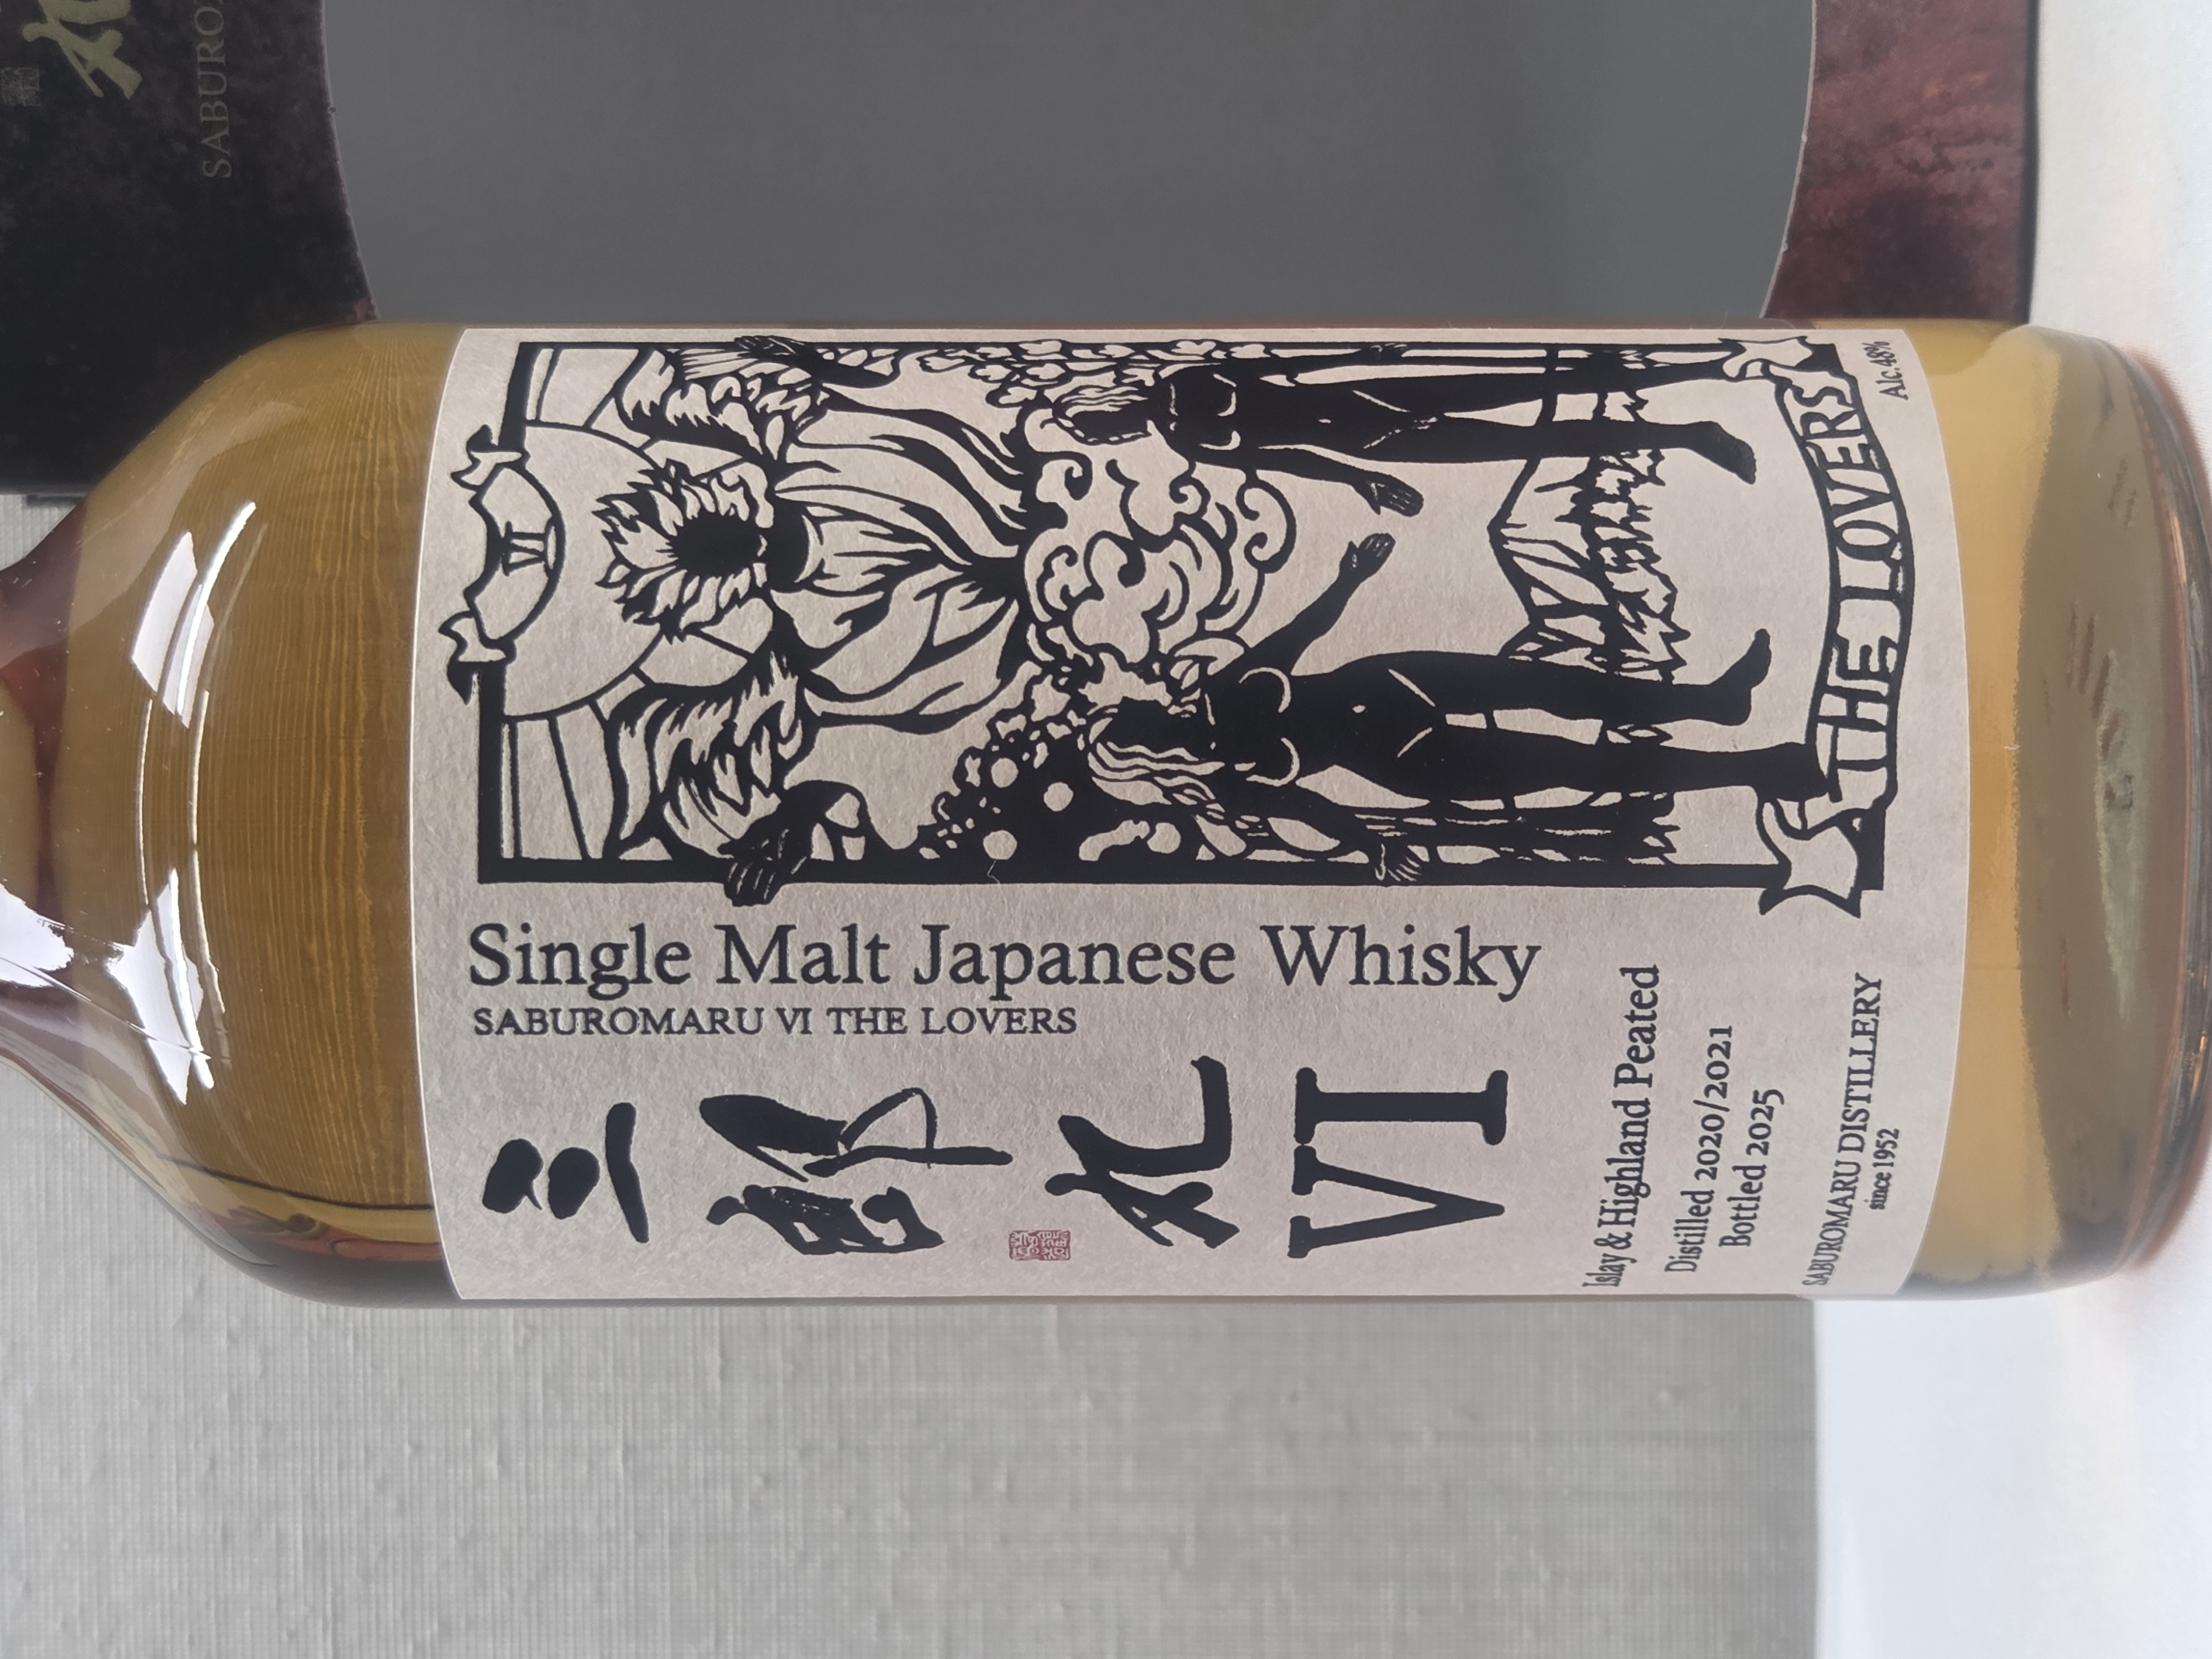 VI
THE LOVERS
Alc.48%
Single Malt Japanese Whisky
SABUROMARU VI THE LOVERS
三郎丸
VI
Islay & Highland Peated
Distilled 2020/2021
Bottled 2025
SABUROMARU DISTILLERY
since 1952
SABURO